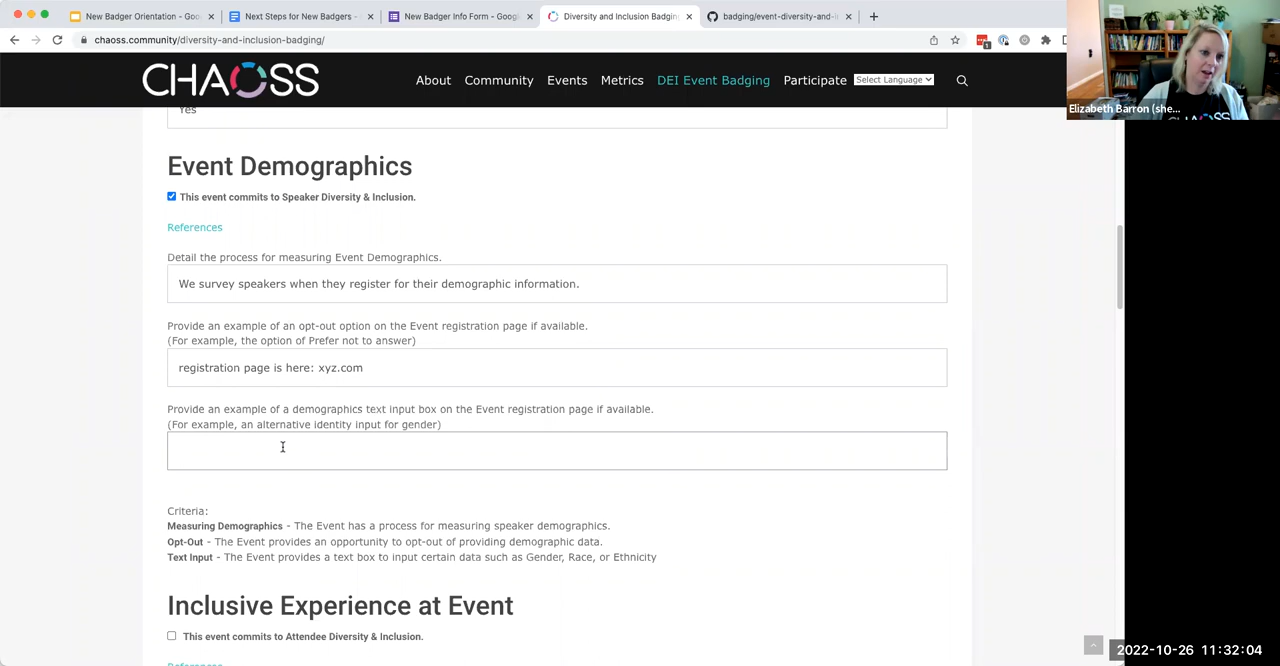 New Badger Orientation - Goo
Next Steps for New Badgers -
New Badger Info Form - Google
Diversity and Inclusion Badging
badging/event-diversity-and-i
chaoss.community/diversity-and-inclusion-badging/
1
Elizabeth Barron (she...
CHAOSS
About
Community
Events
Metrics
DEI Event Badging
Participate
Select Language
Yes
Event Demographics
This event commits to Speaker Diversity & Inclusion.
References
Detail the process for measuring Event Demographics.
We survey speakers when they register for their demographic information.
Provide an example of an opt-out option on the Event registration page if available.
(For example, the option of Prefer not to answer)
registration page is here: xyz.com
Provide an example of a demographics text input box on the Event registration page if available.
(For example, an alternative identity input for gender)
Criteria:
Measuring Demographics - The Event has a process for measuring speaker demographics.
Opt-Out - The Event provides an opportunity to opt-out of providing demographic data.
Text Input - The Event provides a text box to input certain data such as Gender, Race, or Ethnicity
Inclusive Experience at Event
This event commits to Attendee Diversity & Inclusion.
References
2022-10-26 11:32:04